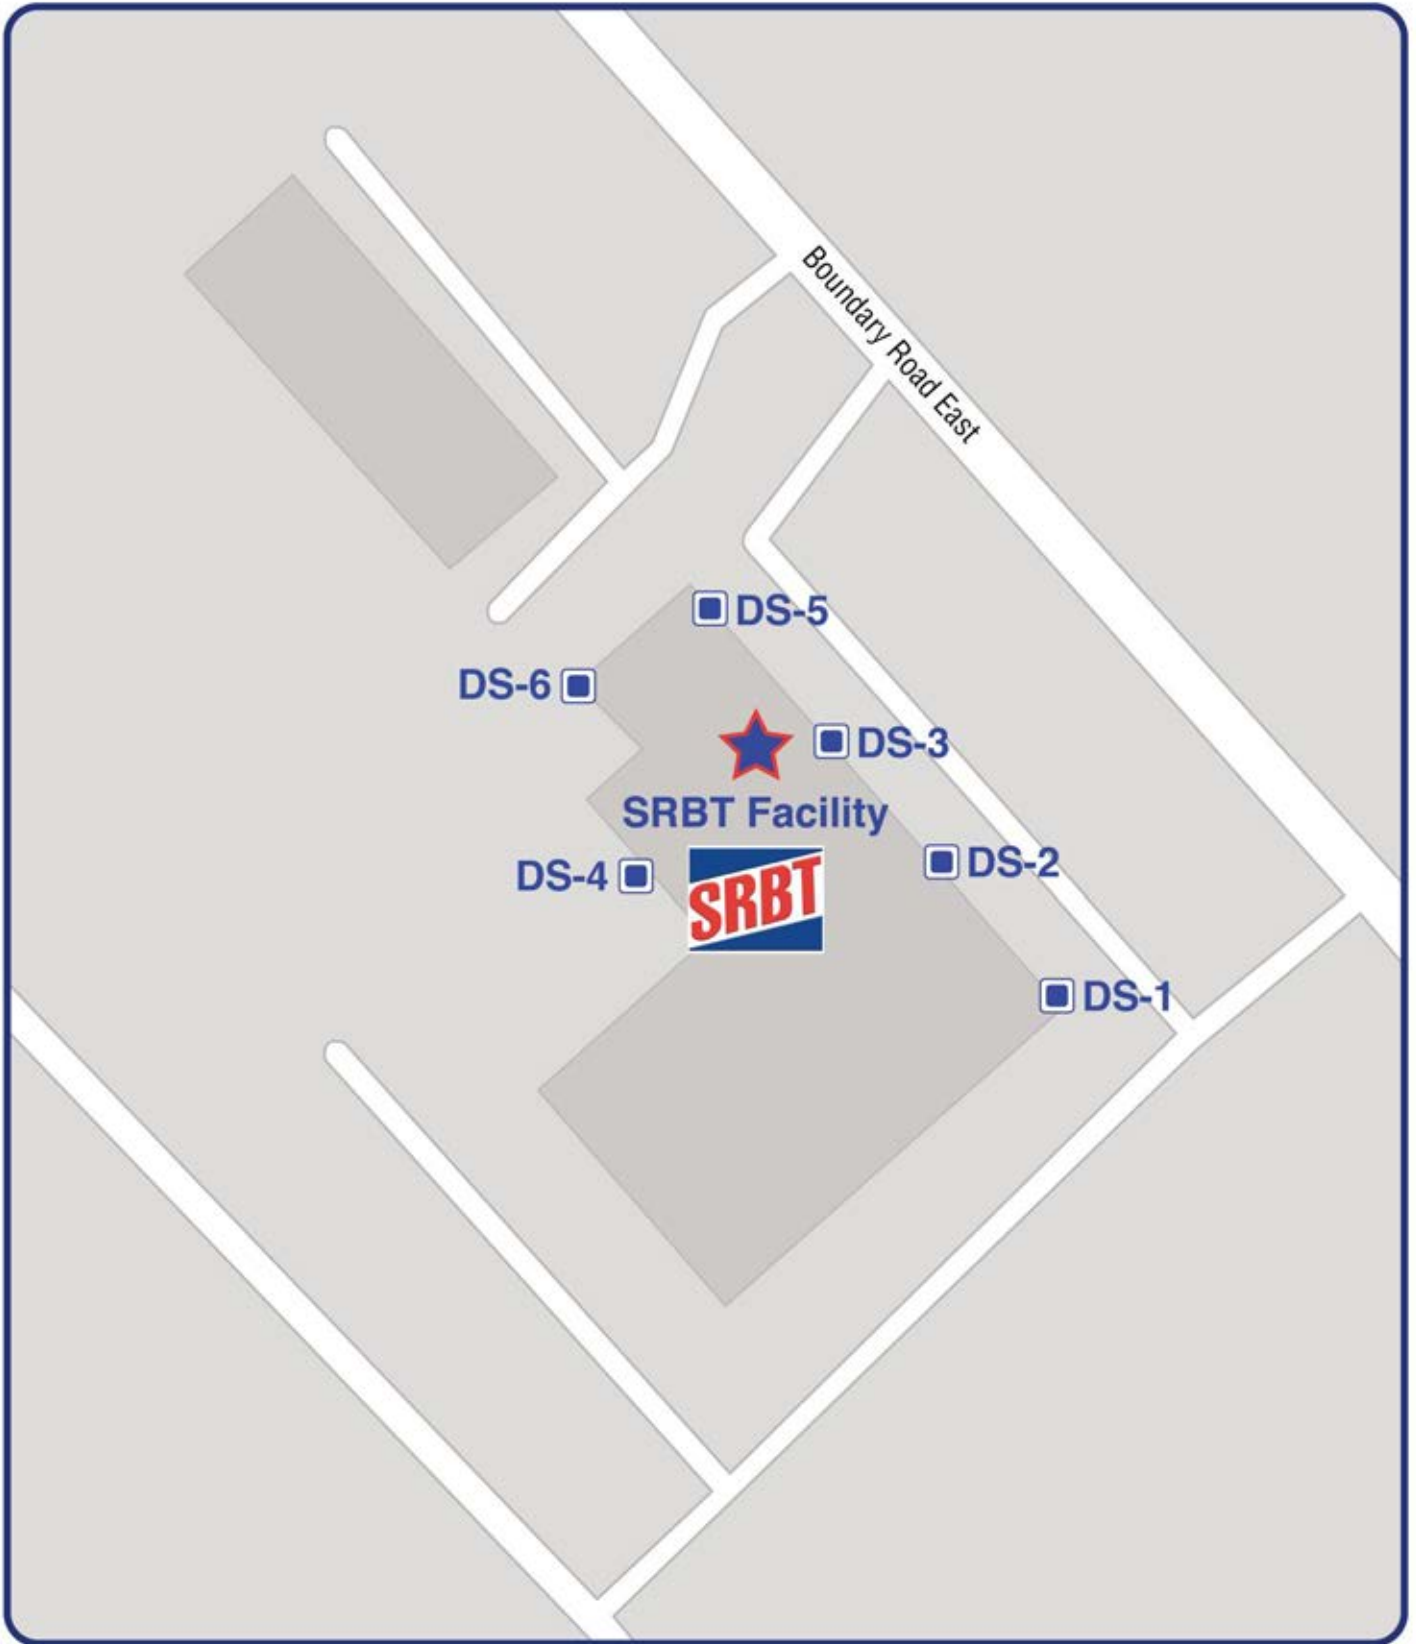 Boundary Road East
DS-5
DS-6
DS-3
SRBT Facility
DS-2
DS-4
SRBT
DS-1